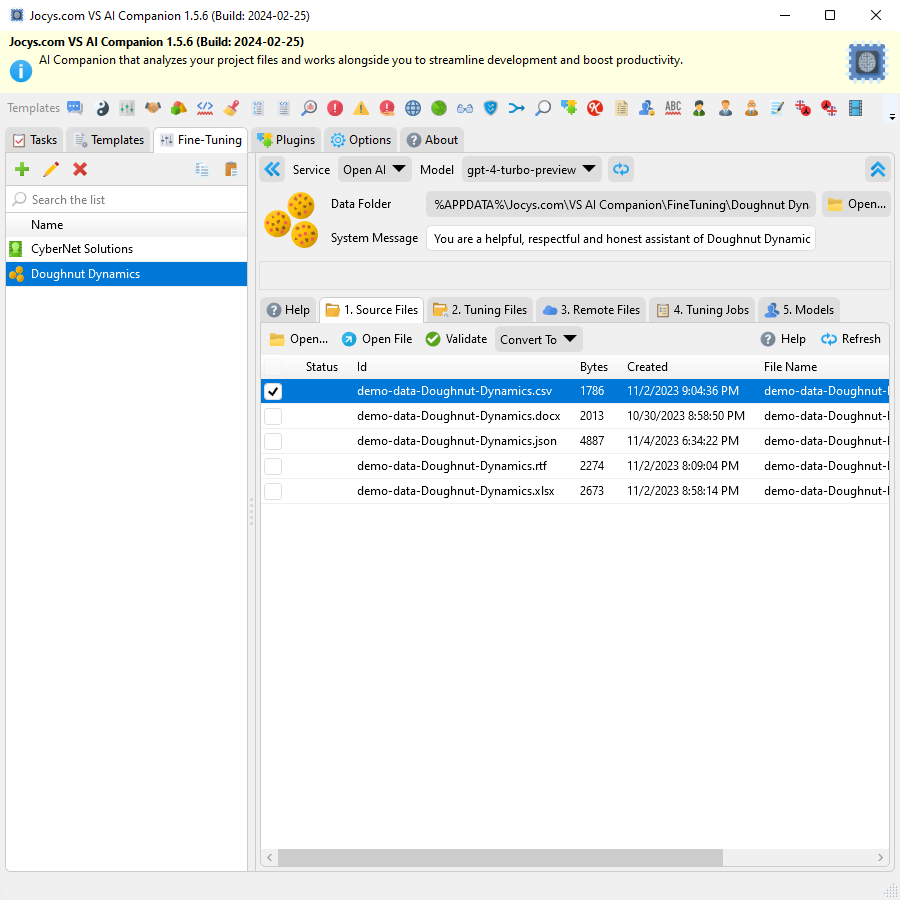 Jocys.com VS AI Companion 1.5.6 (Build: 2024-02-25)
Jocys.com VS AI Companion 1.5.6 (Build: 2024-02-25)
AI Companion that analyzes your project files and works alongside you to streamline development and boost productivity.
Templates
ABC
Tasks Templates Fine-Tuning Plugins Options About
Search the list
Name
CyberNet Solutions
Doughnut Dynamics
Service Open AI Model gpt-4-turbo-preview
Data Folder %APPDATA%\Jocys.com\VS AI Companion\FineTuning\Doughnut Dyn Open...
System Message You are a helpful, respectful and honest assistant of Doughnut Dynamic
Help 1. Source Files 2. Tuning Files 3. Remote Files 4. Tuning Jobs 5. Models
Open... Open File Validate Convert To Help Refresh
Status Id Bytes Created File Name
demo-data-Doughnut-Dynamics.csv 1786 11/2/2023 9:04:36 PM demo-data-Doughnut-
demo-data-Doughnut-Dynamics.docx 2013 10/30/2023 8:58:50 PM demo-data-Doughnut-
demo-data-Doughnut-Dynamics.json 4887 11/4/2023 6:34:22 PM demo-data-Doughnut-
demo-data-Doughnut-Dynamics.rtf 2274 11/2/2023 8:09:04 PM demo-data-Doughnut-
demo-data-Doughnut-Dynamics.xlsx 2673 11/2/2023 8:58:14 PM demo-data-Doughnut-